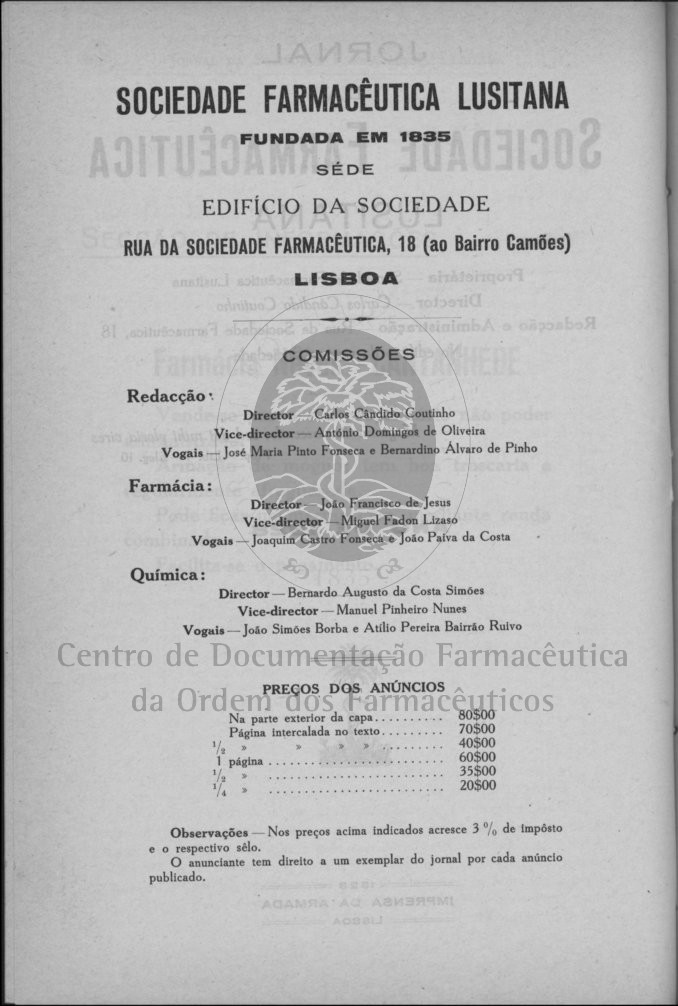 SOCIEDADE FARMACÊUTICA LUSITANA
FUNDADA EM 1835
SÉDE
EDIFÍCIO DA SOCIEDADE
RUA DA SOCIEDADE FARMACÊUTICA, 18 (ao Bairro Camões)
LISBOA
COMISSÕES
Redacção:
Director — Carlos Cândido Coutinho
Vice-director — António Domingos de Oliveira
Vogais — José Maria Pinto Fonseca e Bernardino Álvaro de Pinho
Farmácia:
Director — João Francisco de Jesus
Vice-director — Miguel Fadon Lizaso
Vogais — Joaquim Castro Fonseca e João Paiva da Costa
Química:
Director — Bernardo Augusto da Costa Simões
Vice-director — Manuel Pinheiro Nunes
Vogais — João Simões Borba e Atílio Pereira Bairrão Ruivo
Centro de Documentação Farmacêutica
da Ordem dos Farmacêuticos
PREÇOS DOS ANÚNCIOS
Na parte exterior da capa.......... 80$00
Página intercalada no texto......... 70$00
1/2 » » » » ......... 40$00
1 página ......................... 60$00
1/2 » ......................... 35$00
1/4 » ......................... 20$00
Observações — Nos preços acima indicados acresce 3 % de impôsto
e o respectivo sêlo.
O anunciante tem direito a um exemplar do jornal por cada anúncio
publicado.